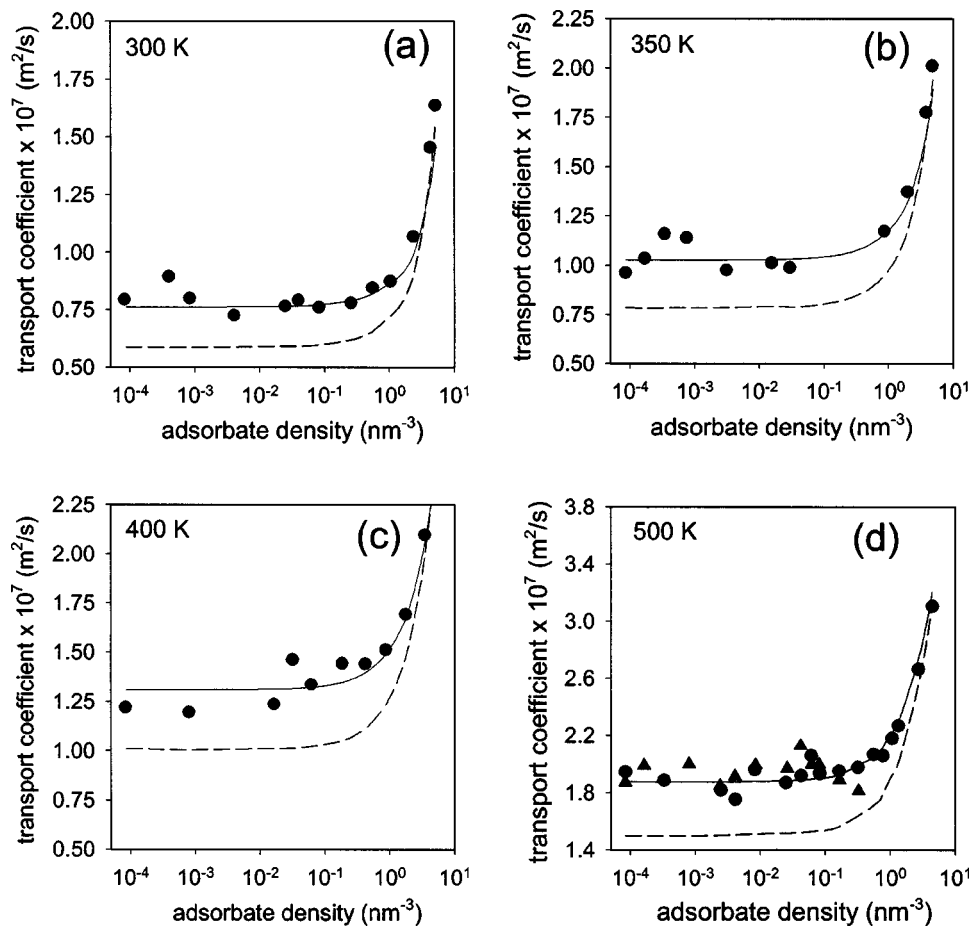 300 K
(a)
2.00
1.75
1.50
1.25
1.00
0.75
0.50
transport coefficient x 10⁷ (m²/s)
10⁻⁴ 10⁻³ 10⁻² 10⁻¹ 10⁰ 10¹
adsorbate density (nm⁻³)
350 K
(b)
2.25
2.00
1.75
1.50
1.25
1.00
0.75
0.50
transport coefficient x 10⁷ (m²/s)
10⁻⁴ 10⁻³ 10⁻² 10⁻¹ 10⁰ 10¹
adsorbate density (nm⁻³)
400 K
(c)
2.25
2.00
1.75
1.50
1.25
1.00
0.75
0.50
transport coefficient x 10⁷ (m²/s)
10⁻⁴ 10⁻³ 10⁻² 10⁻¹ 10⁰ 10¹
adsorbate density (nm⁻³)
500 K
(d)
3.8
3.4
3.0
2.6
2.2
1.8
1.4
transport coefficient x 10⁷ (m²/s)
10⁻⁴ 10⁻³ 10⁻² 10⁻¹ 10⁰ 10¹
adsorbate density (nm⁻³)